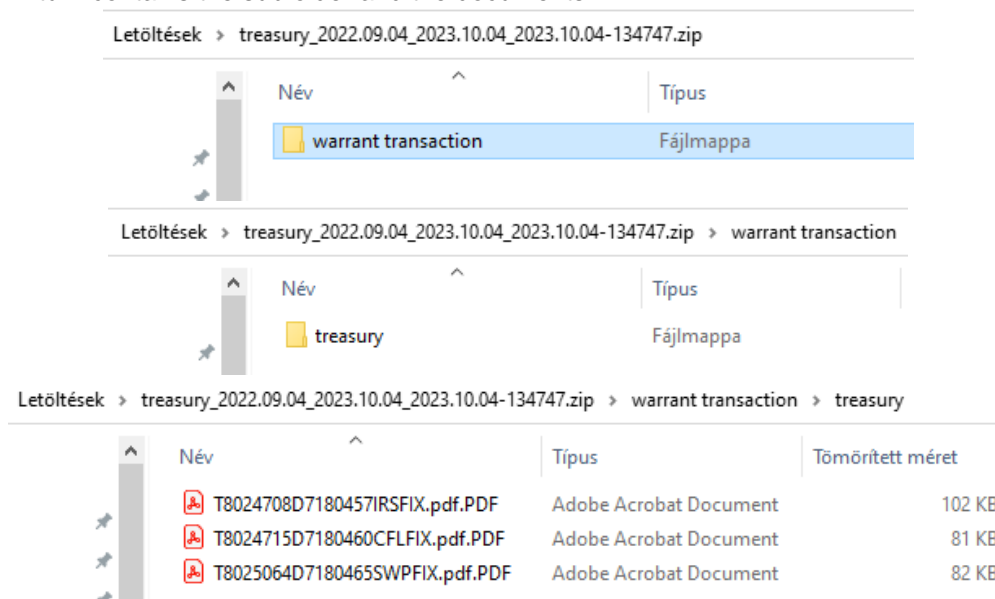 Letöltések > treasury_2022.09.04_2023.10.04_2023.10.04-134747.zip
Név Típus
warrant transaction Fájlmappa
Letöltések > treasury_2022.09.04_2023.10.04_2023.10.04-134747.zip > warrant transaction
Név Típus
treasury Fájlmappa
Letöltések > treasury_2022.09.04_2023.10.04_2023.10.04-134747.zip > warrant transaction > treasury
Név Típus Tömörített méret
T8024708D7180457IRSFIX.pdf.PDF Adobe Acrobat Document 102 KB
T8024715D7180460CFLFIX.pdf.PDF Adobe Acrobat Document 81 KB
T8025064D7180465SWPFIX.pdf.PDF Adobe Acrobat Document 82 KB